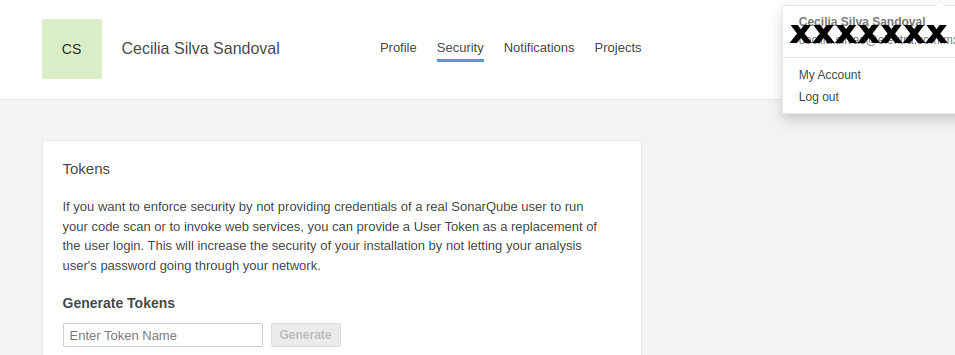 CS
Cecilia Silva Sandoval
Profile
Security
Notifications
Projects
Cecilia Silva Sandoval
XXXXXXX
My Account
Log out
Tokens
If you want to enforce security by not providing credentials of a real SonarQube user to run
your code scan or to invoke web services, you can provide a User Token as a replacement of
the user login. This will increase the security of your installation by not letting your analysis
user's password going through your network.
Generate Tokens
Enter Token Name
Generate